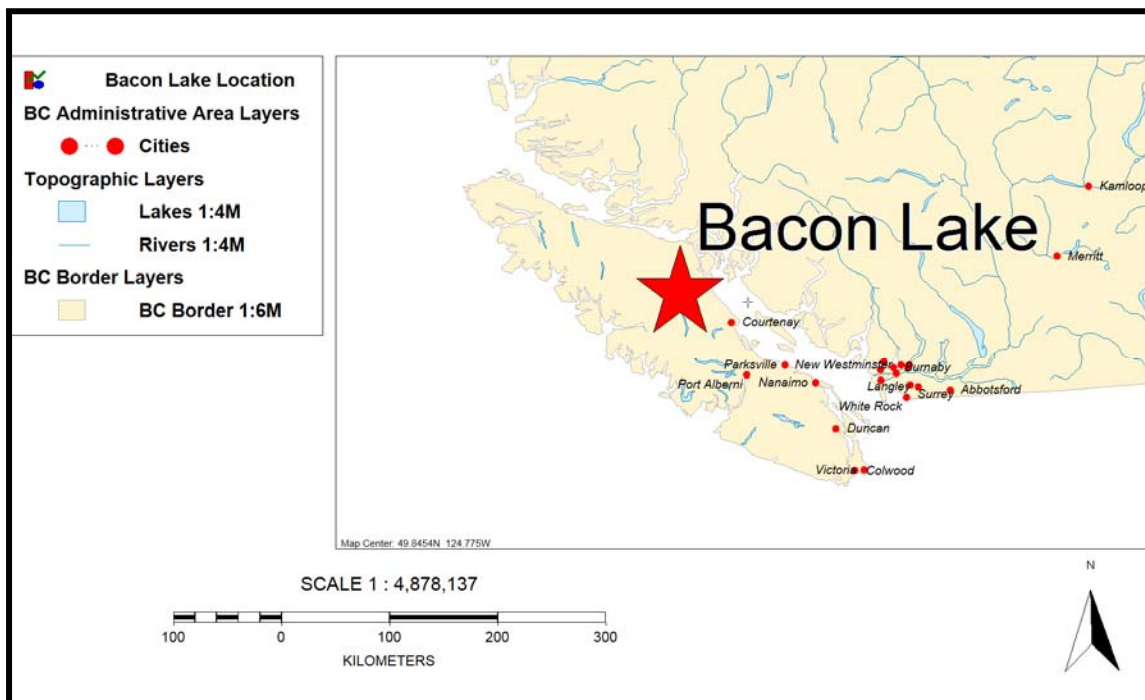 Bacon Lake Location
BC Administrative Area Layers
Cities
Topographic Layers
Lakes 1:4M
Rivers 1:4M
BC Border Layers
BC Border 1:6M
Kamloop
Bacon Lake
Merritt
Courtenay
Parksville
New Westminster
Burnaby
Port Alberni
Nanaimo
Langley
Surrey
Abbotsford
White Rock
Duncan
Victoria
Colwood
Map Center: 49.8454N 124.775W
SCALE 1 : 4,878,137
100 0 100 200 300
KILOMETERS
N